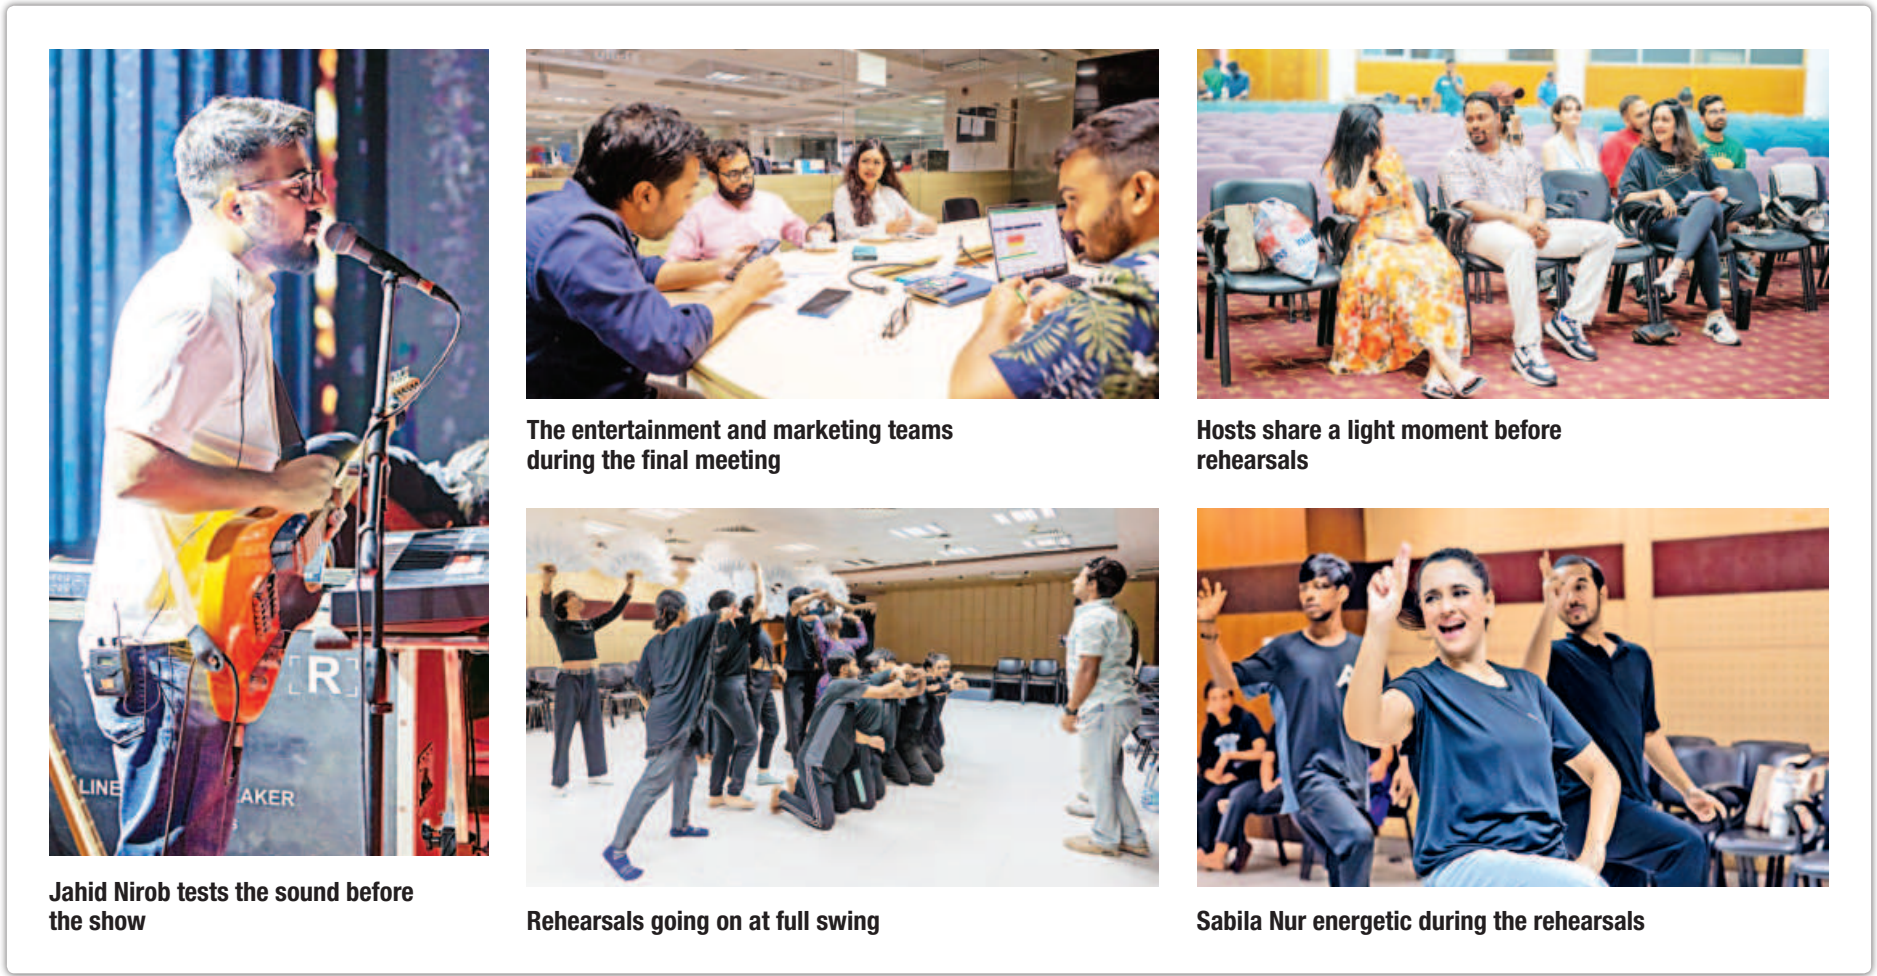 Jahid Nirob tests the sound before
the show
The entertainment and marketing teams
during the final meeting
Hosts share a light moment before
rehearsals
Rehearsals going on at full swing
Sabila Nur energetic during the rehearsals
[R]
LINE
AKER